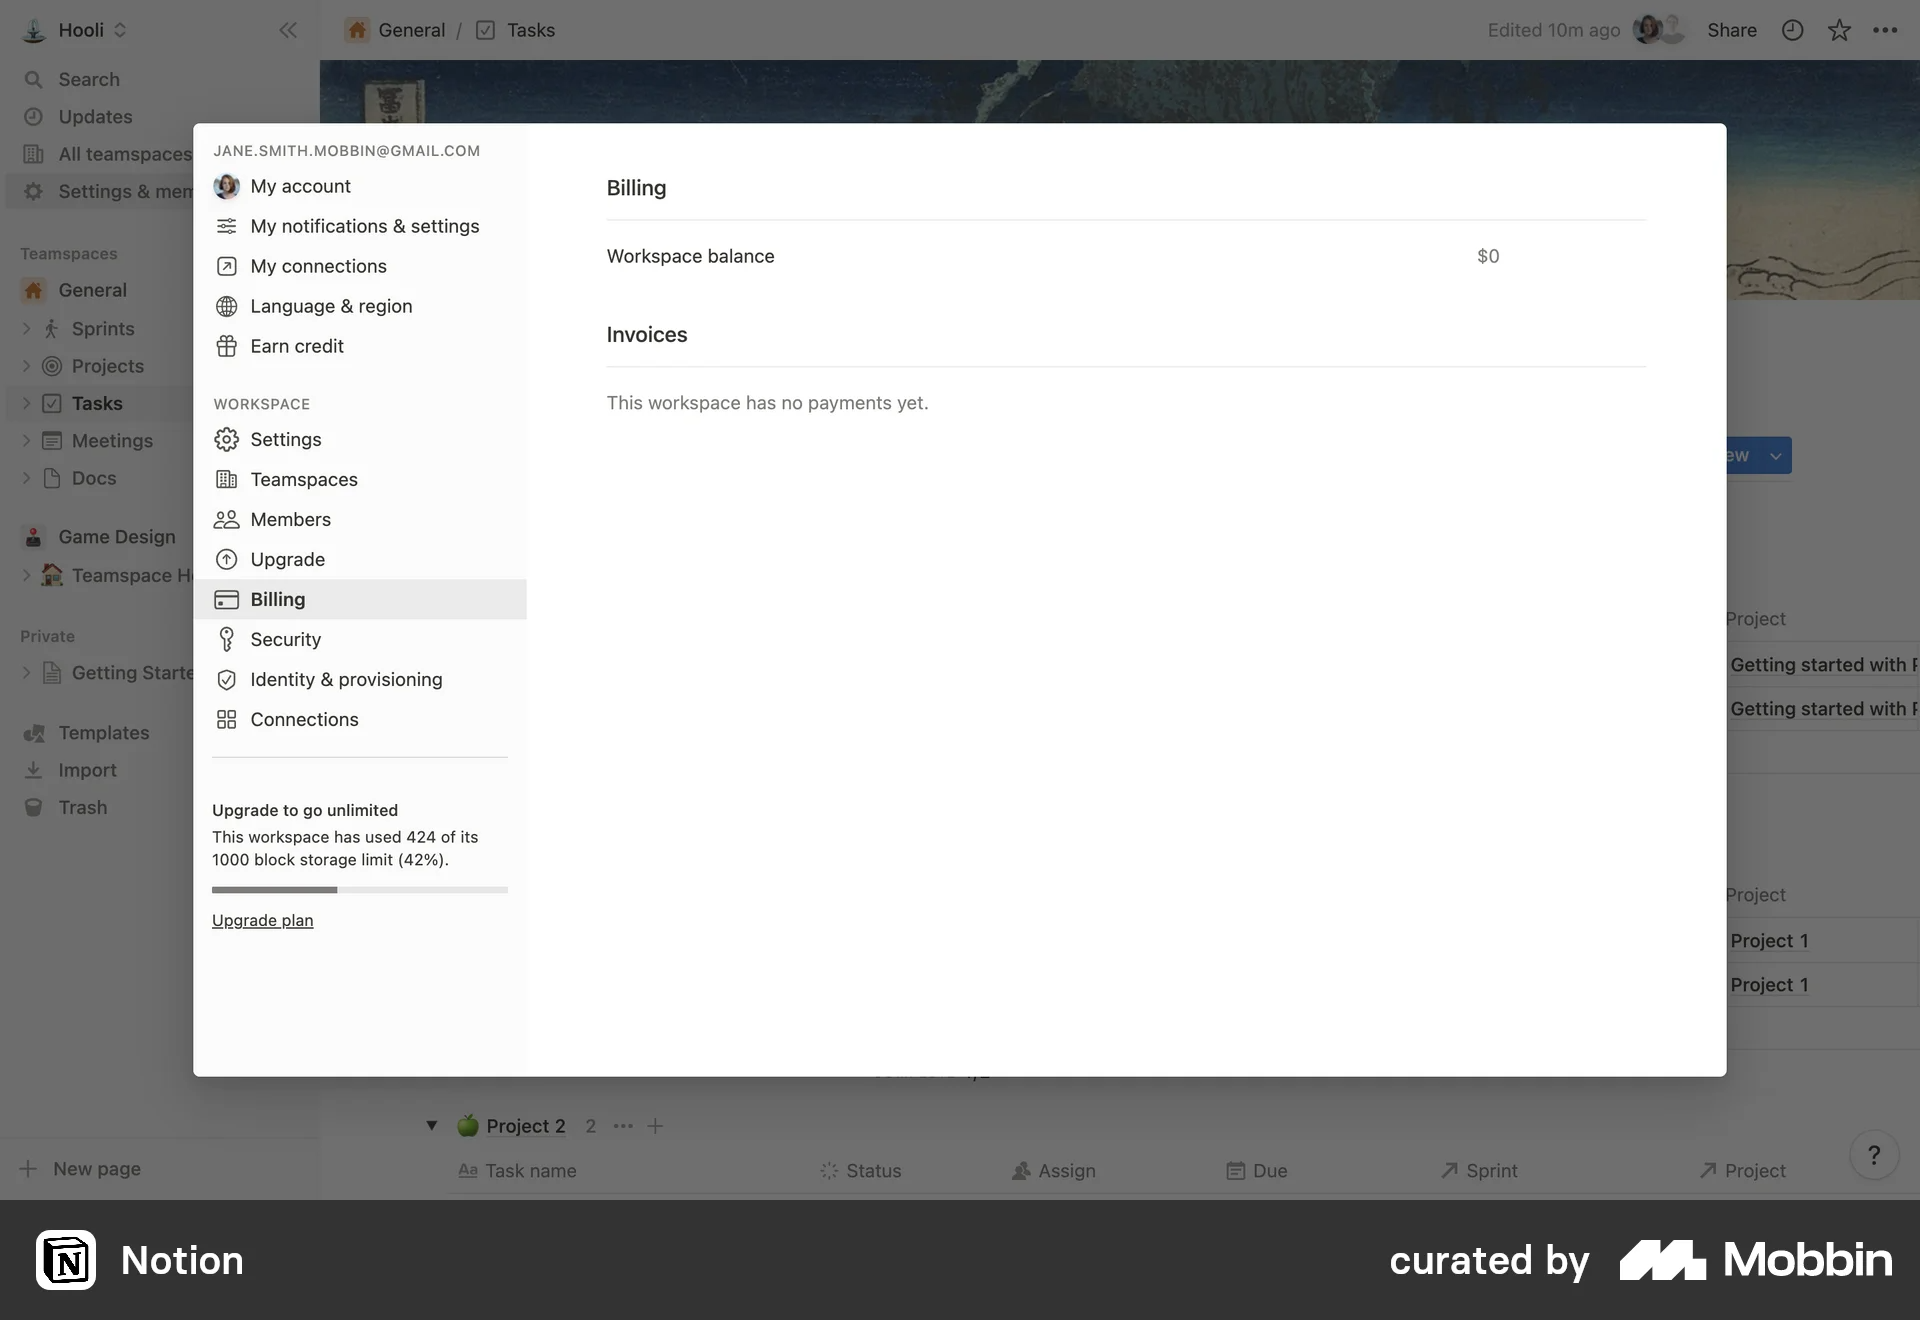 Hooli
General / Tasks
Edited 10m ago
Share
Search
Updates
All teamspaces
Settings & mem
Teamspaces
General
Sprints
Projects
Tasks
Meetings
Docs
Game Design
Teamspace H
Private
Getting Starte
Templates
Import
Trash
New page
JANE.SMITH.MOBBIN@GMAIL.COM
My account
My notifications & settings
My connections
Language & region
Earn credit
WORKSPACE
Settings
Teamspaces
Members
Upgrade
Billing
Security
Identity & provisioning
Connections
Upgrade to go unlimited
This workspace has used 424 of its
1000 block storage limit (42%).
Upgrade plan
Billing
Workspace balance $0
Invoices
This workspace has no payments yet.
ew
Project
Getting started with
Getting started with
Project
Project 1
Project 1
Project 2 2
Aa Task name Status Assign Due Sprint Project
?
Notion
curated by Mobbin